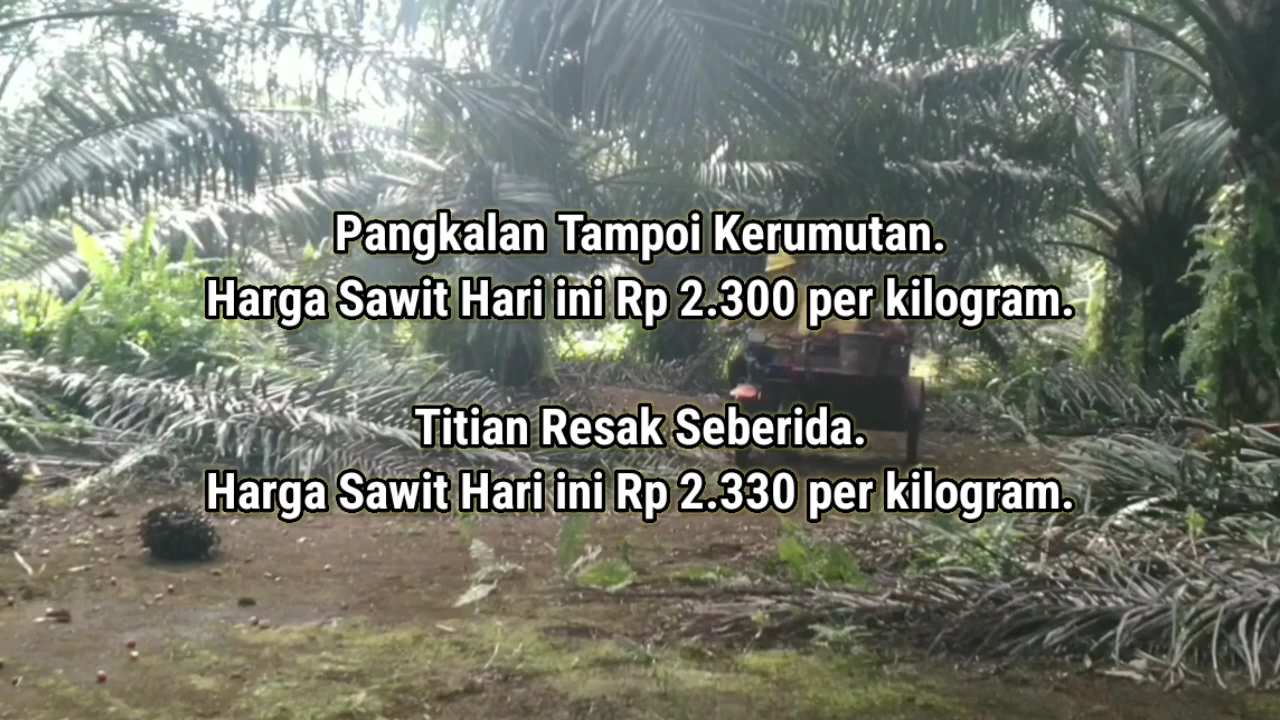 Pangkalan Tampoi Kerumutan.
Harga Sawit Hari ini Rp 2.300 per kilogram.
Titian Resak Seberida.
Harga Sawit Hari ini Rp 2.330 per kilogram.